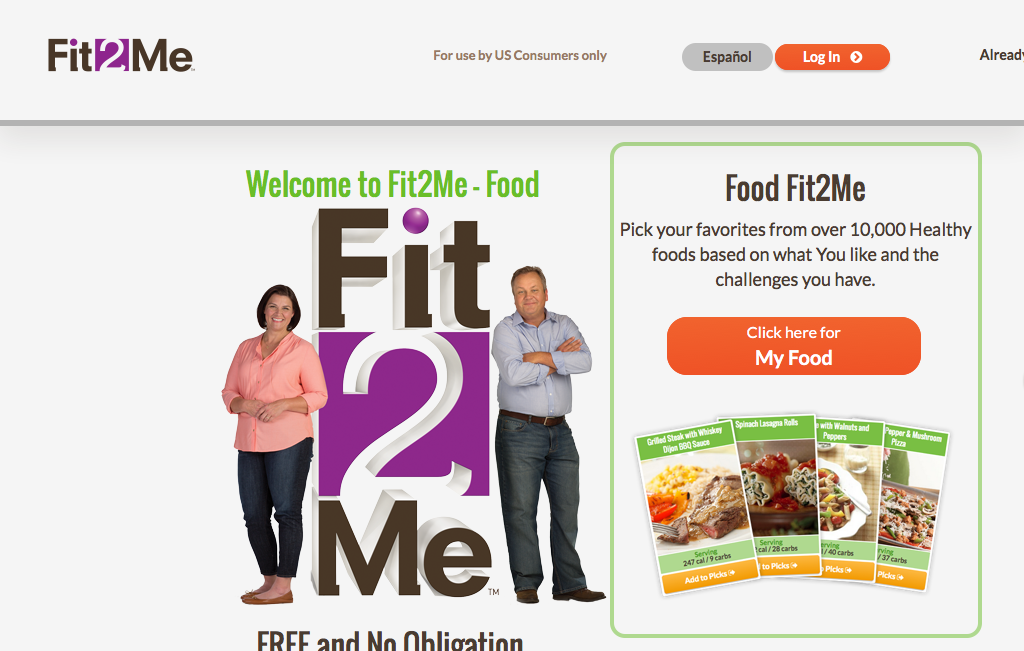 Fit2Me
For use by US Consumers only
Español
Log In
Already
Welcome to Fit2Me - Food
Fit
2
Me™
FREE and No Obligation
Food Fit2Me
Pick your favorites from over 10,000 Healthy
foods based on what You like and the
challenges you have.
Click here for
My Food
Grilled Steak with Whiskey
Dijon BBQ Sauce
Serving
247 cal / 9 carbs
Add to Picks
Spinach Lasagna Rolls
Serving
cal / 28 carbs
to Picks
with Walnuts and
Peppers
/ 40 carbs
Picks
Pepper & Mushroom
Pizza
/ 37 carbs
Picks